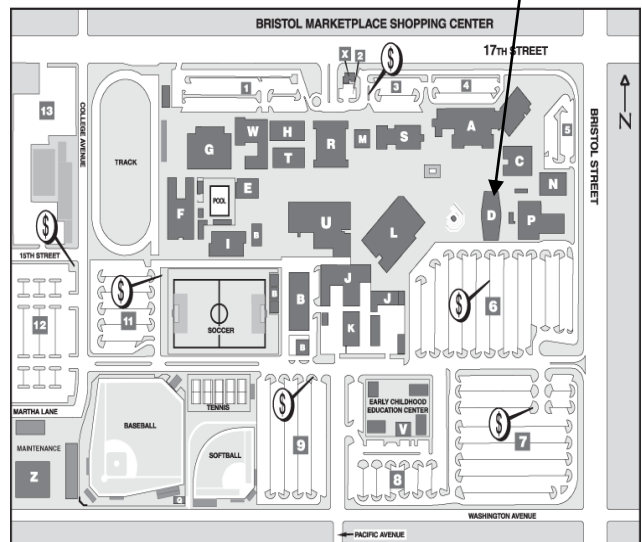 BRISTOL MARKETPLACE SHOPPING CENTER
17TH STREET
X
2
$
13
1
3
4
5
COLLEGE AVENUE
TRACK
W
H
G
T
R
M
S
A
C
N
BRISTOL STREET
N
F
E
POOL
I
B
U
L
D
P
$
15TH STREET
$
11
12
SOCCER
B
B
B
J
J
K
$
6
MARTHA LANE
MAINTENANCE
Z
BASEBALL
TENNIS
SOFTBALL
Q
$
9
EARLY CHILDHOOD
EDUCATION CENTER
V
8
$
7
WASHINGTON AVENUE
PACIFIC AVENUE